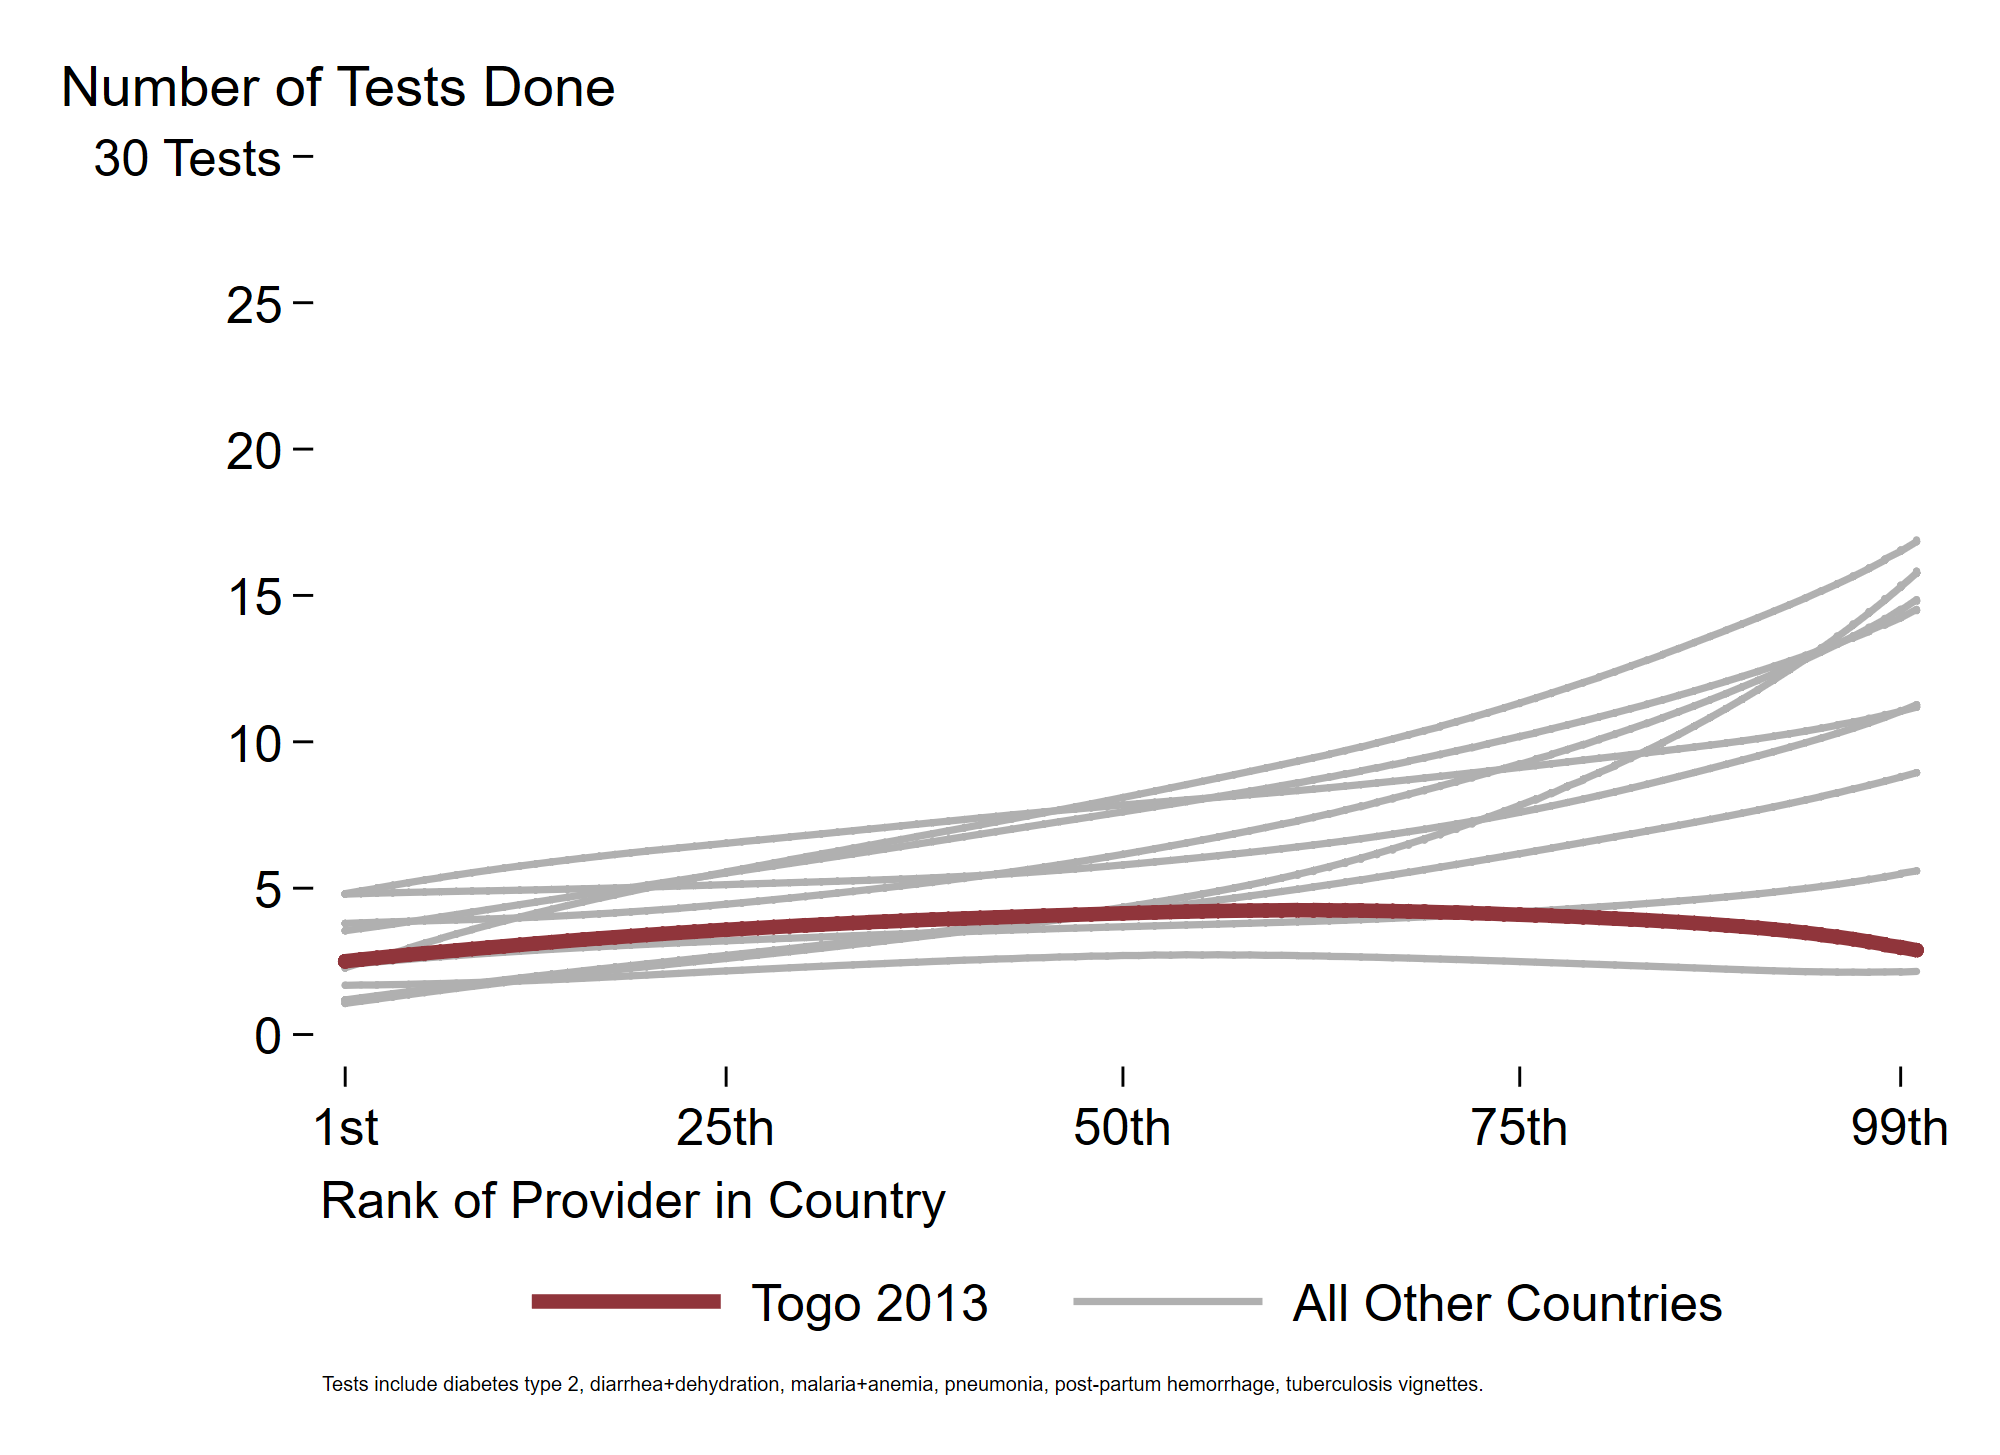 Number of Tests Done
30 Tests
25
20
15
10
5
0
1st 25th 50th 75th 99th
Rank of Provider in Country
Togo 2013 All Other Countries
Tests include diabetes type 2, diarrhea+dehydration, malaria+anemia, pneumonia, post-partum hemorrhage, tuberculosis vignettes.